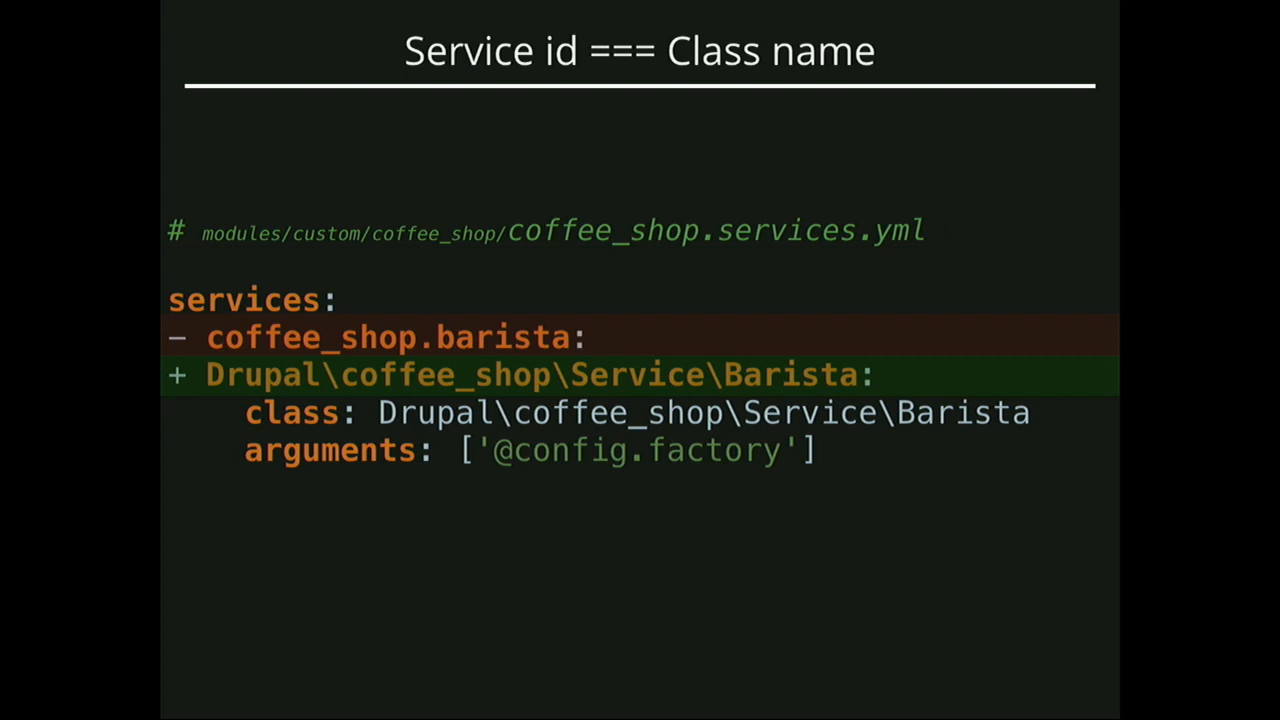 Service id === Class name
# modules/custom/coffee_shop/coffee_shop.services.yml
services:
- coffee_shop.barista:
+ Drupal\coffee_shop\Service\Barista:
class: Drupal\coffee_shop\Service\Barista
arguments: ['@config.factory']